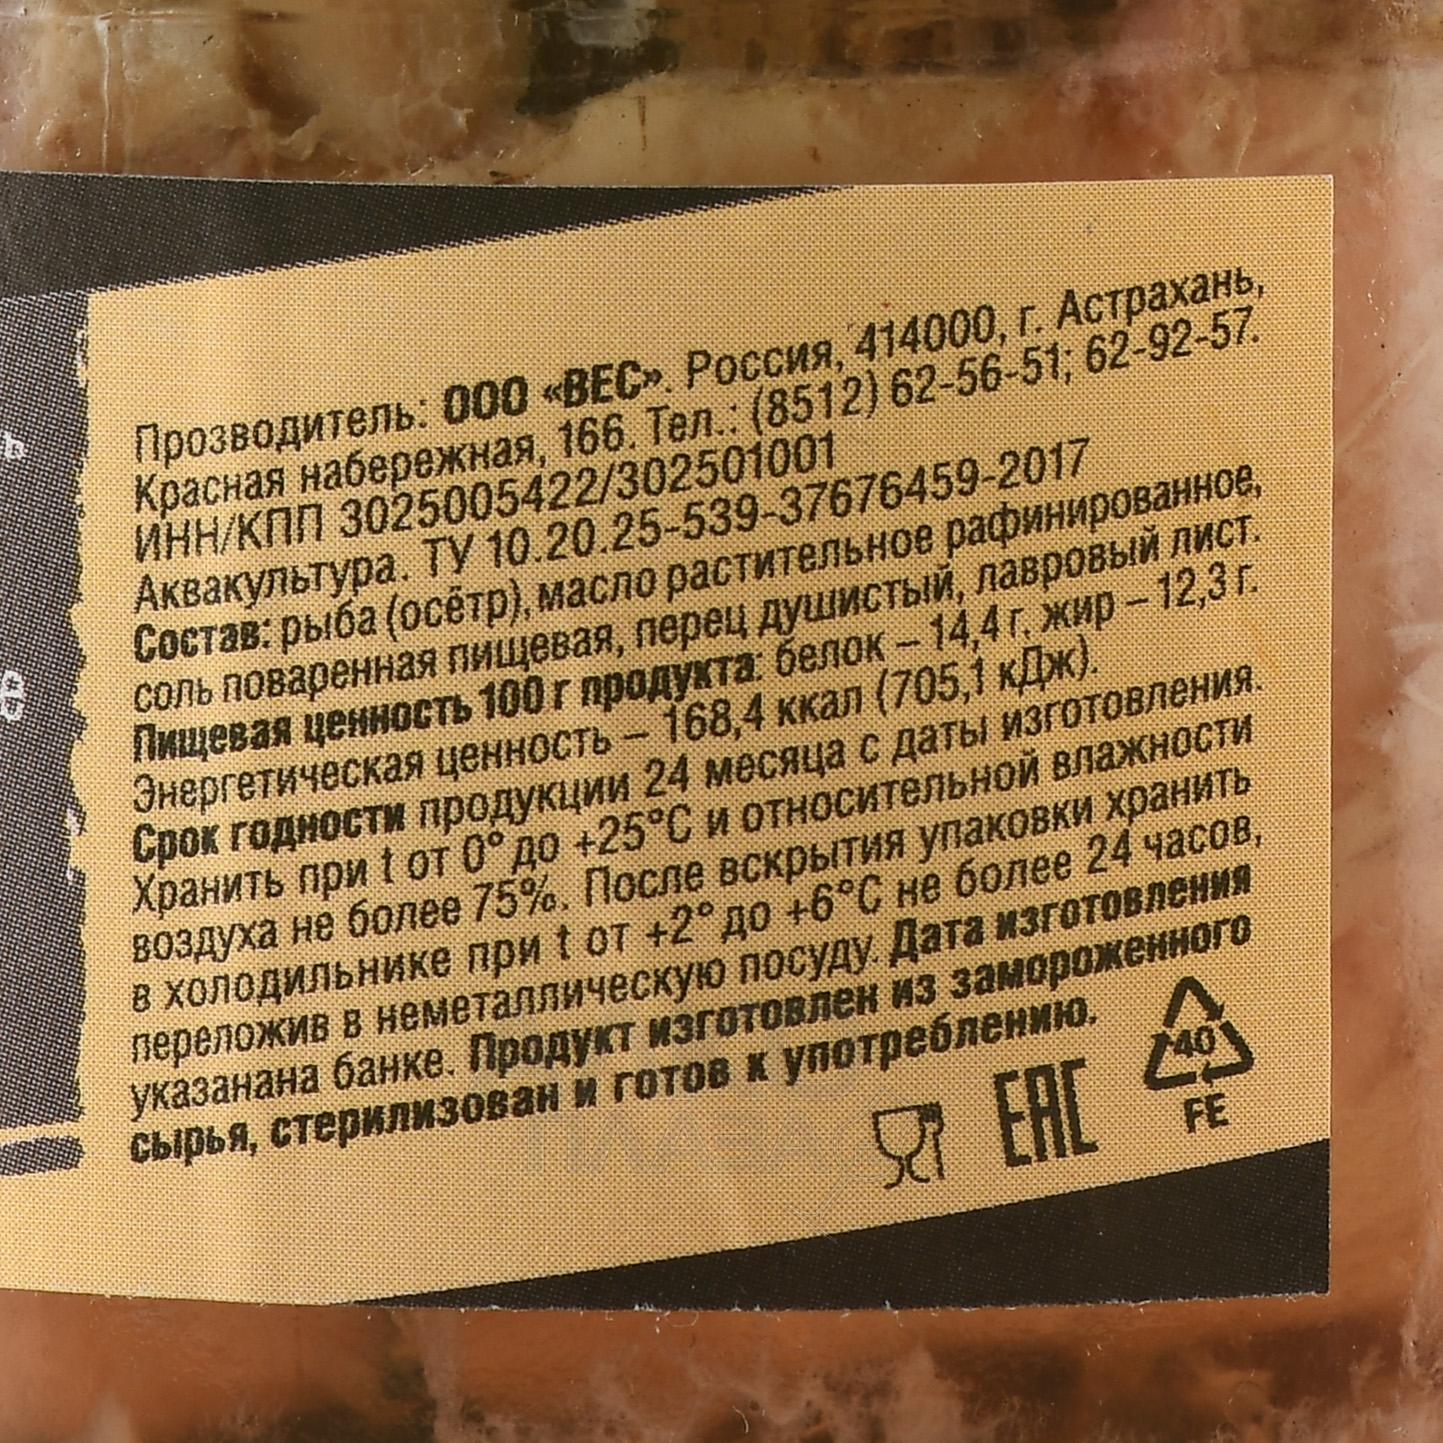 Прозводитель: ООО «ВЕС». Россия, 414000, г. Астрахань,
Красная набережная, 166. Тел.: (8512) 62-56-51; 62-92-57.
ИНН/КПП 3025005422/302501001
Аквакультура. ТУ 10.20.25-539-37676459-2017
Состав: рыба (осётр), масло растительное рафинированное,
соль поваренная пищевая, перец душистый, лавровый лист.
Пищевая ценность 100 г продукта: белок – 14,4 г. жир – 12,3 г.
Энергетическая ценность – 168,4 ккал (705,1 кДж).
Срок годности продукции 24 месяца с даты изготовления.
Хранить при t от 0° до +25°С и относительной влажности
воздуха не более 75%. После вскрытия упаковки хранить
в холодильнике при t от +2° до +6°С не более 24 часов,
переложив в неметаллическую посуду. Дата изготовления
указанана банке. Продукт изготовлен из замороженного
сырья, стерилизован и готов к употреблению.
EAC
40
FE